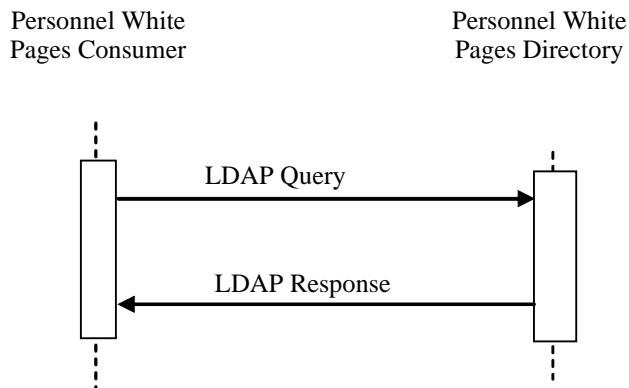 Personnel White
Pages Consumer
Personnel White
Pages Directory
LDAP Query
LDAP Response